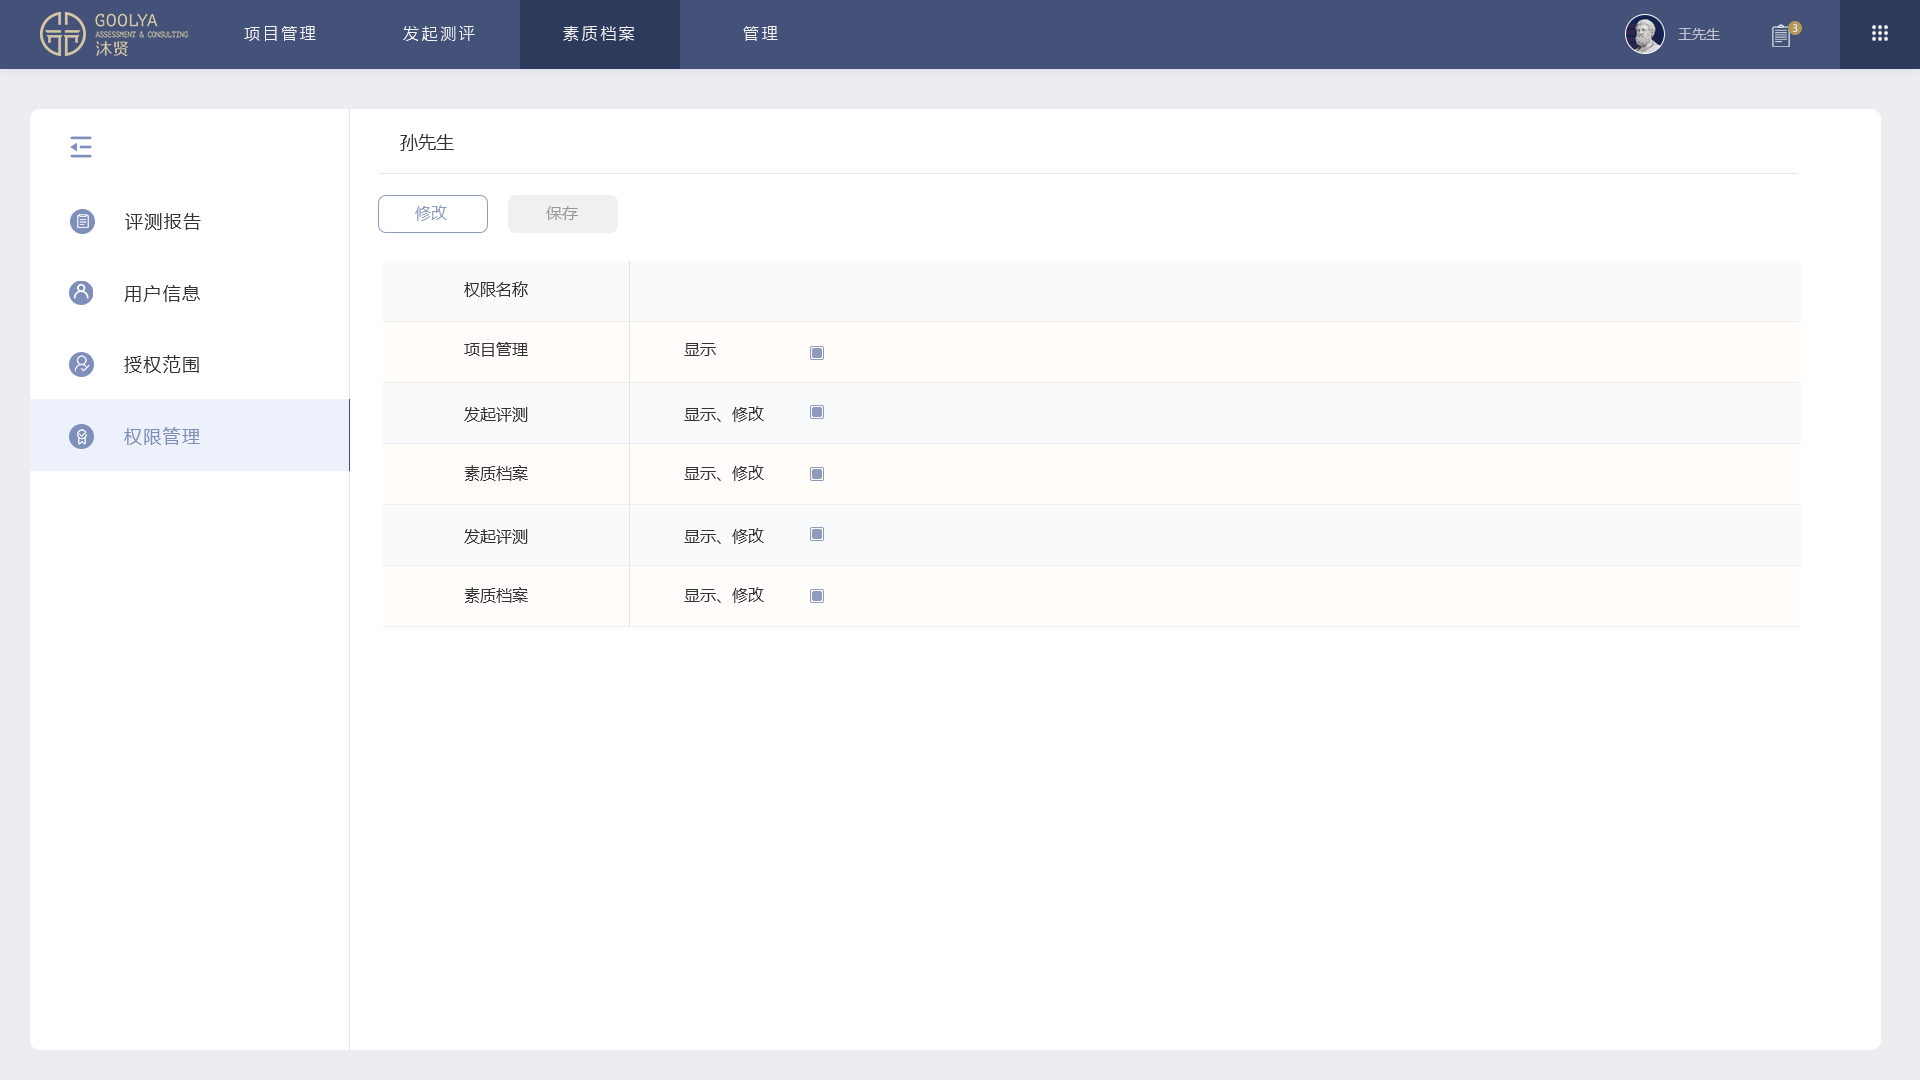 GOOLYA
ASSESSMENT & CONSULTING
沐贤
项目管理
发起测评
素质档案
管理
王先生
3
孙先生
评测报告
用户信息
授权范围
权限管理
修改
保存
权限名称
项目管理 显示
发起评测 显示、修改
素质档案 显示、修改
发起评测 显示、修改
素质档案 显示、修改